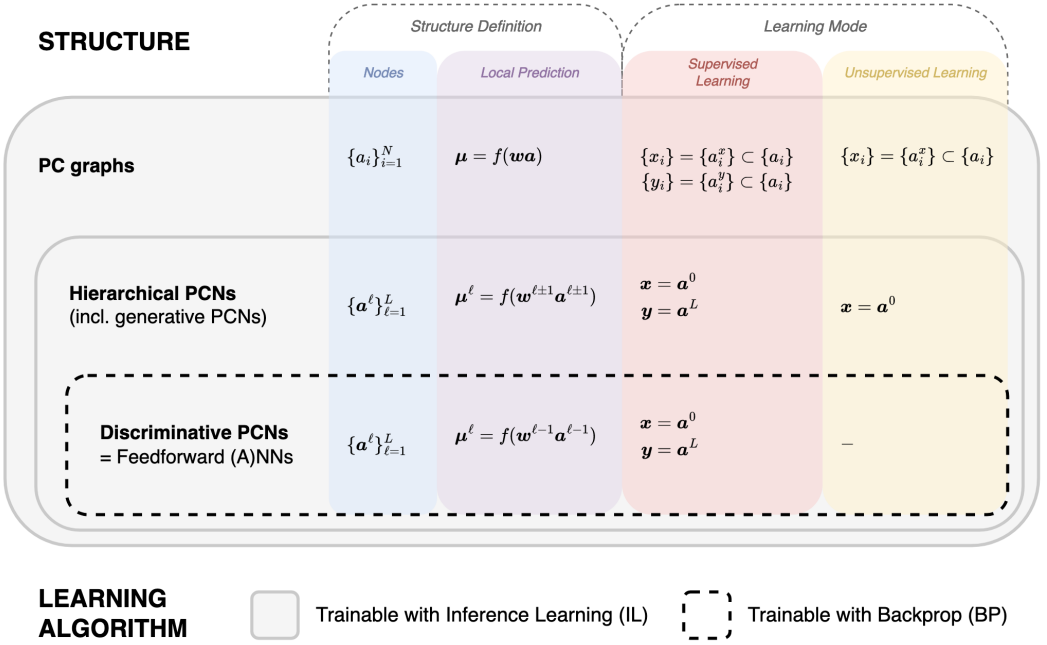 STRUCTURE
Structure Definition
Learning Mode
Nodes
Local Prediction
Supervised
Learning
Unsupervised Learning
PC graphs
{a_i}_{i=1}^N
μ = f(wa)
{x_i} = {a_i^x} ⊂ {a_i}
{y_i} = {a_i^y} ⊂ {a_i}
{x_i} = {a_i^x} ⊂ {a_i}
Hierarchical PCNs
(incl. generative PCNs)
{a^ℓ}_{ℓ=1}^L
μ^ℓ = f(w^{ℓ±1}a^{ℓ±1})
x = a^0
y = a^L
x = a^0
Discriminative PCNs
= Feedforward (A)NNs
{a^ℓ}_{ℓ=1}^L
μ^ℓ = f(w^{ℓ−1}a^{ℓ−1})
x = a^0
y = a^L
–
LEARNING
ALGORITHM
Trainable with Inference Learning (IL)
Trainable with Backprop (BP)